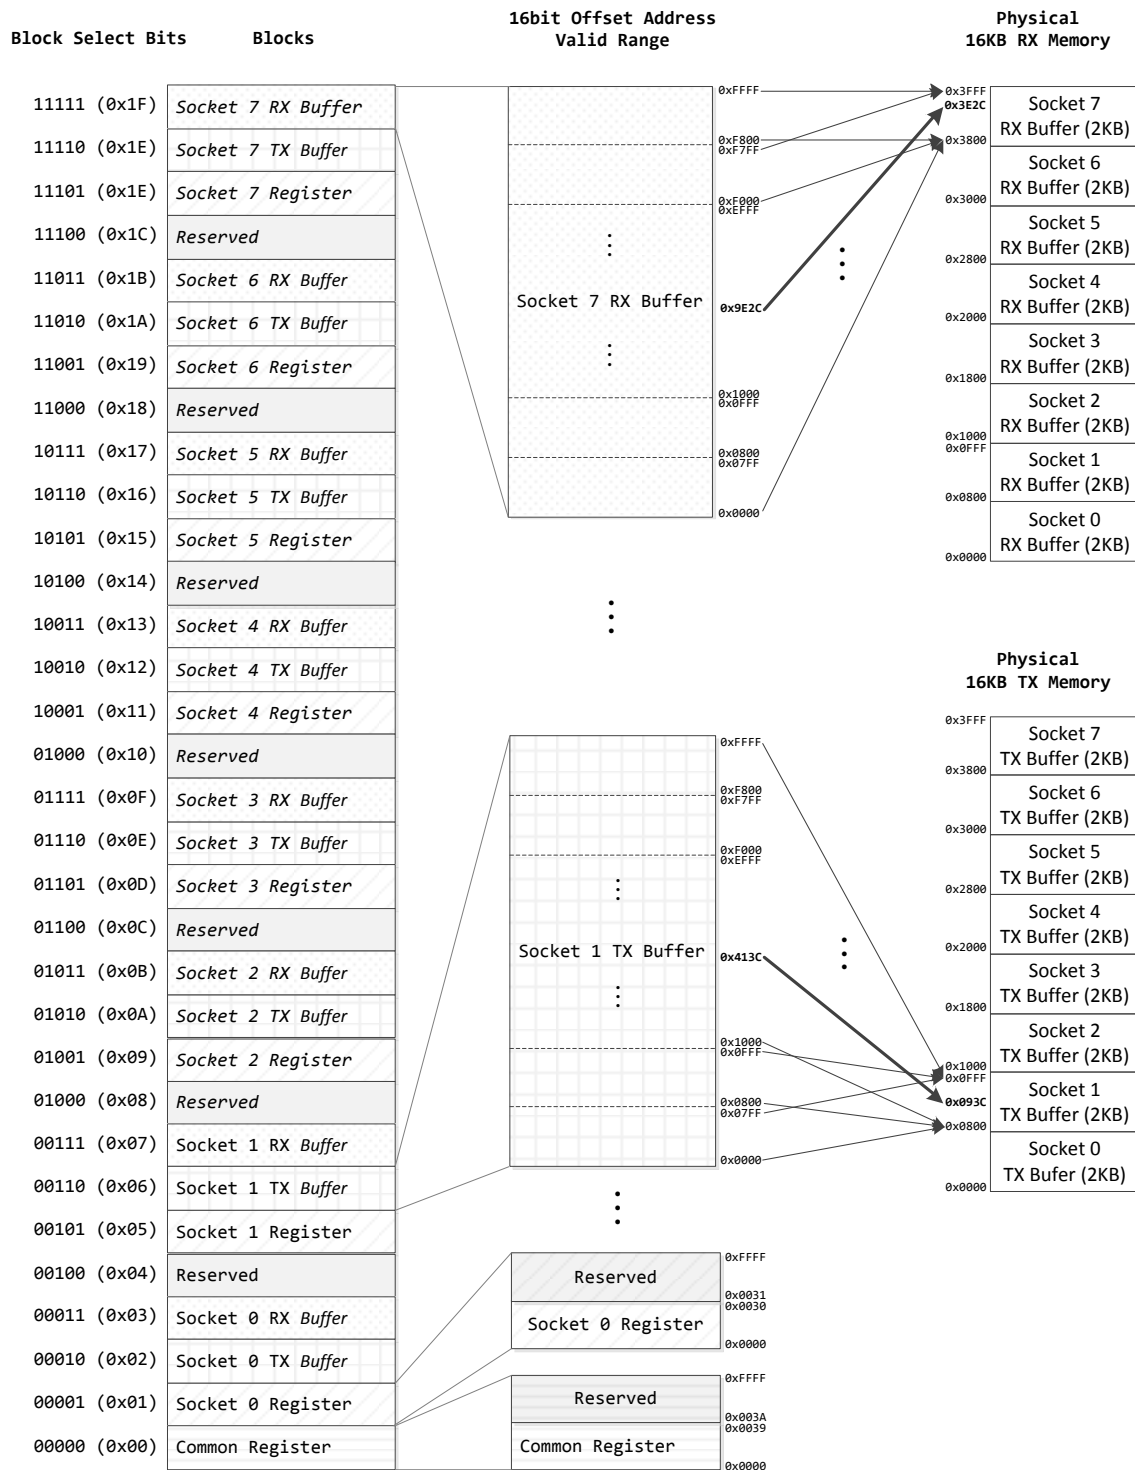 Block Select Bits
Blocks
16bit Offset Address
Valid Range
Physical
16KB RX Memory
11111 (0x1F) Socket 7 RX Buffer
11110 (0x1E) Socket 7 TX Buffer
11101 (0x1E) Socket 7 Register
11100 (0x1C) Reserved
11011 (0x1B) Socket 6 RX Buffer
11010 (0x1A) Socket 6 TX Buffer
11001 (0x19) Socket 6 Register
11000 (0x18) Reserved
10111 (0x17) Socket 5 RX Buffer
10110 (0x16) Socket 5 TX Buffer
10101 (0x15) Socket 5 Register
10100 (0x14) Reserved
10011 (0x13) Socket 4 RX Buffer
10010 (0x12) Socket 4 TX Buffer
10001 (0x11) Socket 4 Register
01000 (0x10) Reserved
01111 (0x0F) Socket 3 RX Buffer
01110 (0x0E) Socket 3 TX Buffer
01101 (0x0D) Socket 3 Register
01100 (0x0C) Reserved
01011 (0x0B) Socket 2 RX Buffer
01010 (0x0A) Socket 2 TX Buffer
01001 (0x09) Socket 2 Register
01000 (0x08) Reserved
00111 (0x07) Socket 1 RX Buffer
00110 (0x06) Socket 1 TX Buffer
00101 (0x05) Socket 1 Register
00100 (0x04) Reserved
00011 (0x03) Socket 0 RX Buffer
00010 (0x02) Socket 0 TX Buffer
00001 (0x01) Socket 0 Register
00000 (0x00) Common Register
0xFFFF
0xF800
0xF7FF
0xF000
0xEFFF
Socket 7 RX Buffer
0x9E2C
0x1000
0x0FFF
0x0800
0x07FF
0x0000
0x3FFF
0x3E2C
Socket 7
RX Buffer (2KB)
0x3800
Socket 6
RX Buffer (2KB)
0x3000
Socket 5
RX Buffer (2KB)
0x2800
Socket 4
RX Buffer (2KB)
0x2000
Socket 3
RX Buffer (2KB)
0x1800
Socket 2
RX Buffer (2KB)
0x1000
0x0FFF
Socket 1
RX Buffer (2KB)
0x0800
Socket 0
RX Buffer (2KB)
0x0000
0xFFFF
0xF800
0xF7FF
0xF000
0xEFFF
Socket 1 TX Buffer
0x413C
0x1000
0x0FFF
0x0800
0x07FF
0x0000
Physical
16KB TX Memory
0x3FFF
Socket 7
TX Buffer (2KB)
0x3800
Socket 6
TX Buffer (2KB)
0x3000
Socket 5
TX Buffer (2KB)
0x2800
Socket 4
TX Buffer (2KB)
0x2000
Socket 3
TX Buffer (2KB)
0x1800
Socket 2
TX Buffer (2KB)
0x1000
0x0FFF
Socket 1
TX Buffer (2KB)
0x093C
0x0800
Socket 0
TX Bufer (2KB)
0x0000
0xFFFF
Reserved
0x0031
0x0030
Socket 0 Register
0x0000
0xFFFF
Reserved
0x003A
0x0039
Common Register
0x0000